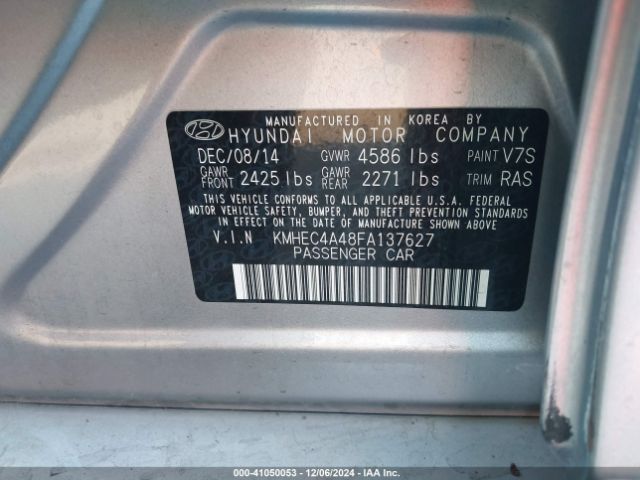 MANUFACTURED IN KOREA BY
HYUNDAI MOTOR COMPANY
DEC/08/14 GVWR 4586 lbs PAINT V7S
GAWR FRONT 2425 lbs GAWR REAR 2271 lbs TRIM RAS
THIS VEHICLE CONFORMS TO ALL APPLICABLE U.S.A. FEDERAL
MOTOR VEHICLE SAFETY, BUMPER, AND THEFT PREVENTION STANDARDS
IN EFFECT ON THE DATE OF MANUFACTURE SHOWN ABOVE
V.I.N KMHEC4A48FA137627
PASSENGER CAR
000-41050053 - 12/06/2024 - IAA Inc.